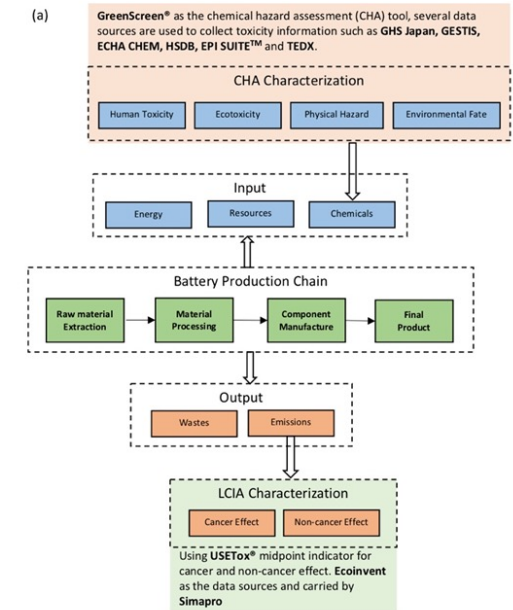 (a)
GreenScreen® as the chemical hazard assessment (CHA) tool, several data
sources are used to collect toxicity information such as GHS Japan, GESTIS,
ECHA CHEM, HSDB, EPI SUITE™ and TEDX.
CHA Characterization
Human Toxicity
Ecotoxicity
Physical Hazard
Environmental Fate
Input
Energy
Resources
Chemicals
Battery Production Chain
Raw material
Extraction
Material
Processing
Component
Manufacture
Final
Product
Output
Wastes
Emissions
LCIA Characterization
Cancer Effect
Non-cancer Effect
Using USETox® midpoint indicator for
cancer and non-cancer effect. Ecoinvent
as the data sources and carried by
Simapro